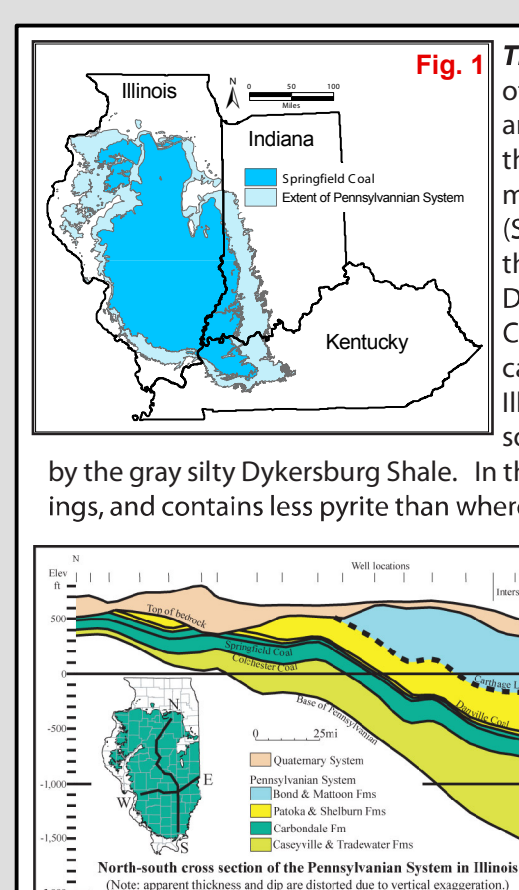 Fig. 1
Illinois
N
0 50 100
Miles
Indiana
Springfield Coal
Extent of Pennsylvannian System
Kentucky
by the gray silty Dykersburg Shale. In th
ings, and contains less pyrite than where
N
Elev
ft
Well locations
Inters
500
0
-500
-1,000
-1,500
Top of bedrock
Springfield Coal
Colchester Coal
Base of Pennsylvanian
Carthage L
Danville Coal
N
W
E
S
0 25mi
Quaternary System
Pennsylvanian System
Bond & Mattoon Fms
Patoka & Shelburn Fms
Carbondale Fm
Caseyville & Tradewater Fms
North-south cross section of the Pennsylvanian System in Illinois
(Note: apparent thickness and dip are distorted due to vertical exaggeration.)